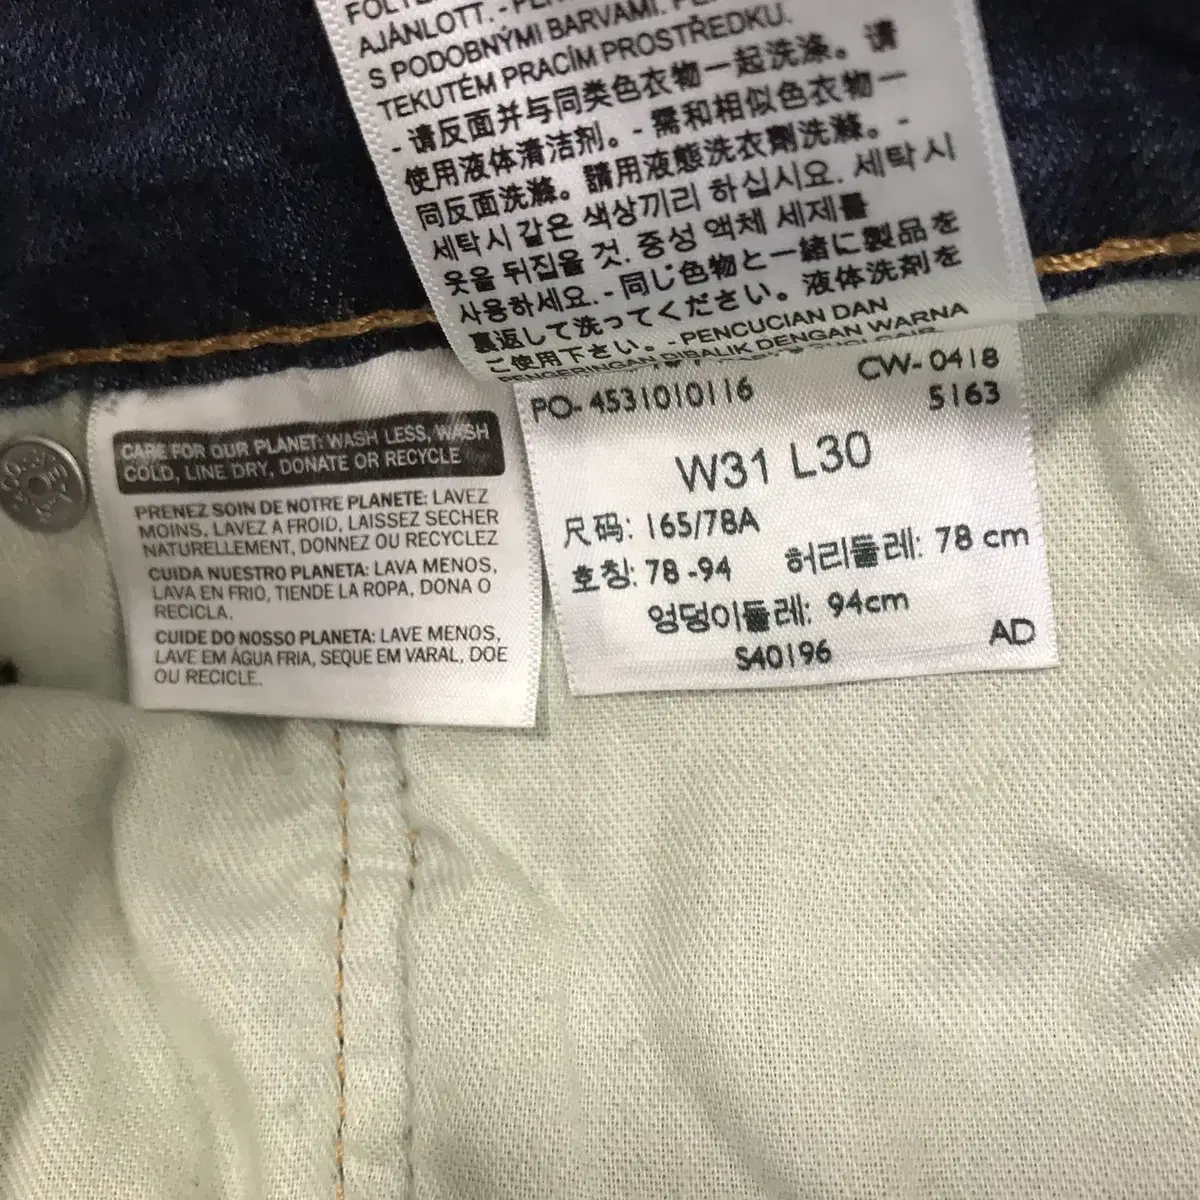 AJÁNLOTT.
S PODOBNÝMI BARVAMI.
TEKUTÉM PRACÍM PROSTŘEDKU.
- 请反面并与同类色衣物一起洗涤。请
使用液体清洁剂。- 需和相似色衣物一
同反面洗滌。請用液態洗衣劑洗滌。-
세탁시 같은 색상끼리 하십시요. 세탁시
옷을 뒤집을 것. 중성 액체 세제를
사용하세요. - 同じ色物と一緒に製品を
裏返して洗ってください。液体洗剤を
ご使用下さい。- PENCUCIAN DAN
PENGERINGAN DIBALIK DENGAN WARNA
CARE FOR OUR PLANET: WASH LESS, WASH
COLD, LINE DRY, DONATE OR RECYCLE
PRENEZ SOIN DE NOTRE PLANETE: LAVEZ
MOINS, LAVEZ A FROID, LAISSEZ SECHER
NATURELLEMENT, DONNEZ OU RECYCLEZ
CUIDA NUESTRO PLANETA: LAVA MENOS,
LAVA EN FRIO, TIENDE LA ROPA, DONA O
RECICLA.
CUIDE DO NOSSO PLANETA: LAVE MENOS,
LAVE EM ÁGUA FRIA, SEQUE EM VARAL, DOE
OU RECICLE.
PO- 4531010116 CW- 0418
5163
W31 L30
尺码: 165/78A
호칭: 78 -94 허리둘레: 78 cm
엉덩이둘레: 94cm
S40196 AD